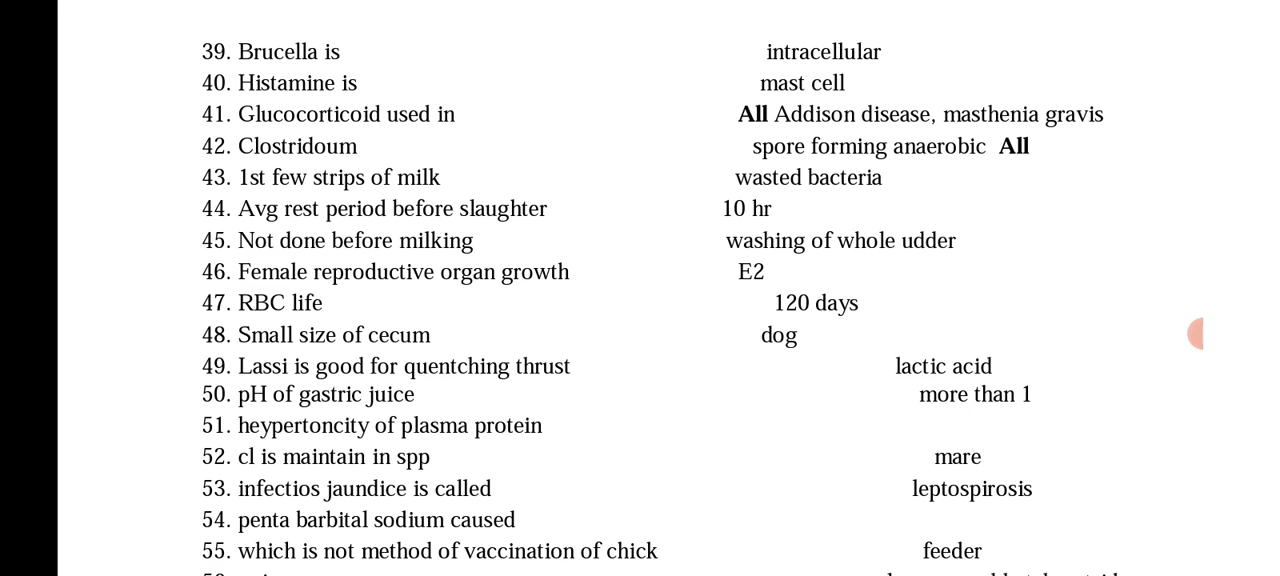 39. Brucella is intracellular
40. Histamine is mast cell
41. Glucocorticoid used in All Addison disease, masthenia gravis
42. Clostridoum spore forming anaerobic All
43. 1st few strips of milk wasted bacteria
44. Avg rest period before slaughter 10 hr
45. Not done before milking washing of whole udder
46. Female reproductive organ growth E2
47. RBC life 120 days
48. Small size of cecum dog
49. Lassi is good for quentching thrust lactic acid
50. pH of gastric juice more than 1
51. heypertoncity of plasma protein
52. cl is maintain in spp mare
53. infectios jaundice is called leptospirosis
54. penta barbital sodium caused
55. which is not method of vaccination of chick feeder